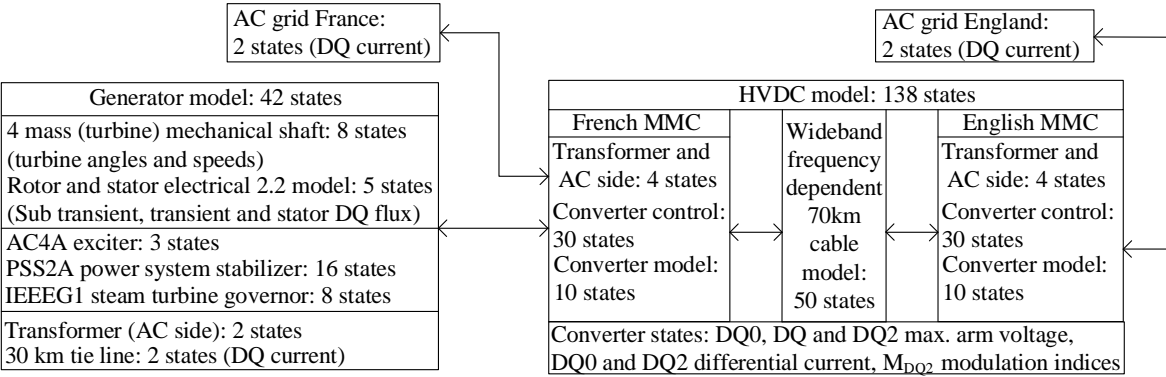 AC grid France:
2 states (DQ current)
AC grid England:
2 states (DQ current)
Generator model: 42 states
4 mass (turbine) mechanical shaft: 8 states
(turbine angles and speeds)
Rotor and stator electrical 2.2 model: 5 states
(Sub transient, transient and stator DQ flux)
AC4A exciter: 3 states
PSS2A power system stabilizer: 16 states
IEEEG1 steam turbine governor: 8 states
Transformer (AC side): 2 states
30 km tie line: 2 states (DQ current)
HVDC model: 138 states
French MMC
Transformer and
AC side: 4 states
Converter control:
30 states
Converter model:
10 states
Wideband
frequency
dependent
70km
cable
model:
50 states
English MMC
Transformer and
AC side: 4 states
Converter control:
30 states
Converter model:
10 states
Converter states: DQ0, DQ and DQ2 max. arm voltage,
DQ0 and DQ2 differential current, MDQ2 modulation indices